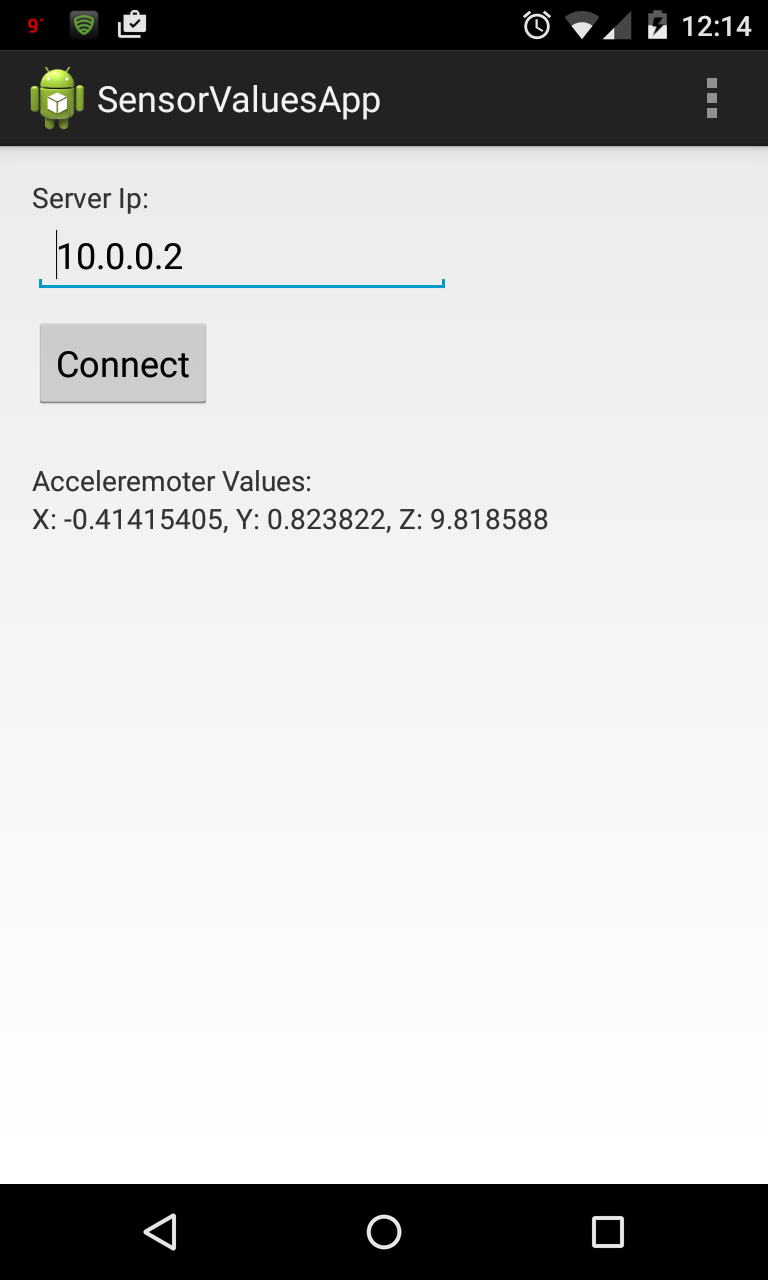 9° 12:14
SensorValuesApp
Server Ip:
10.0.0.2
Connect
Acceleremoter Values:
X: -0.41415405, Y: 0.823822, Z: 9.818588